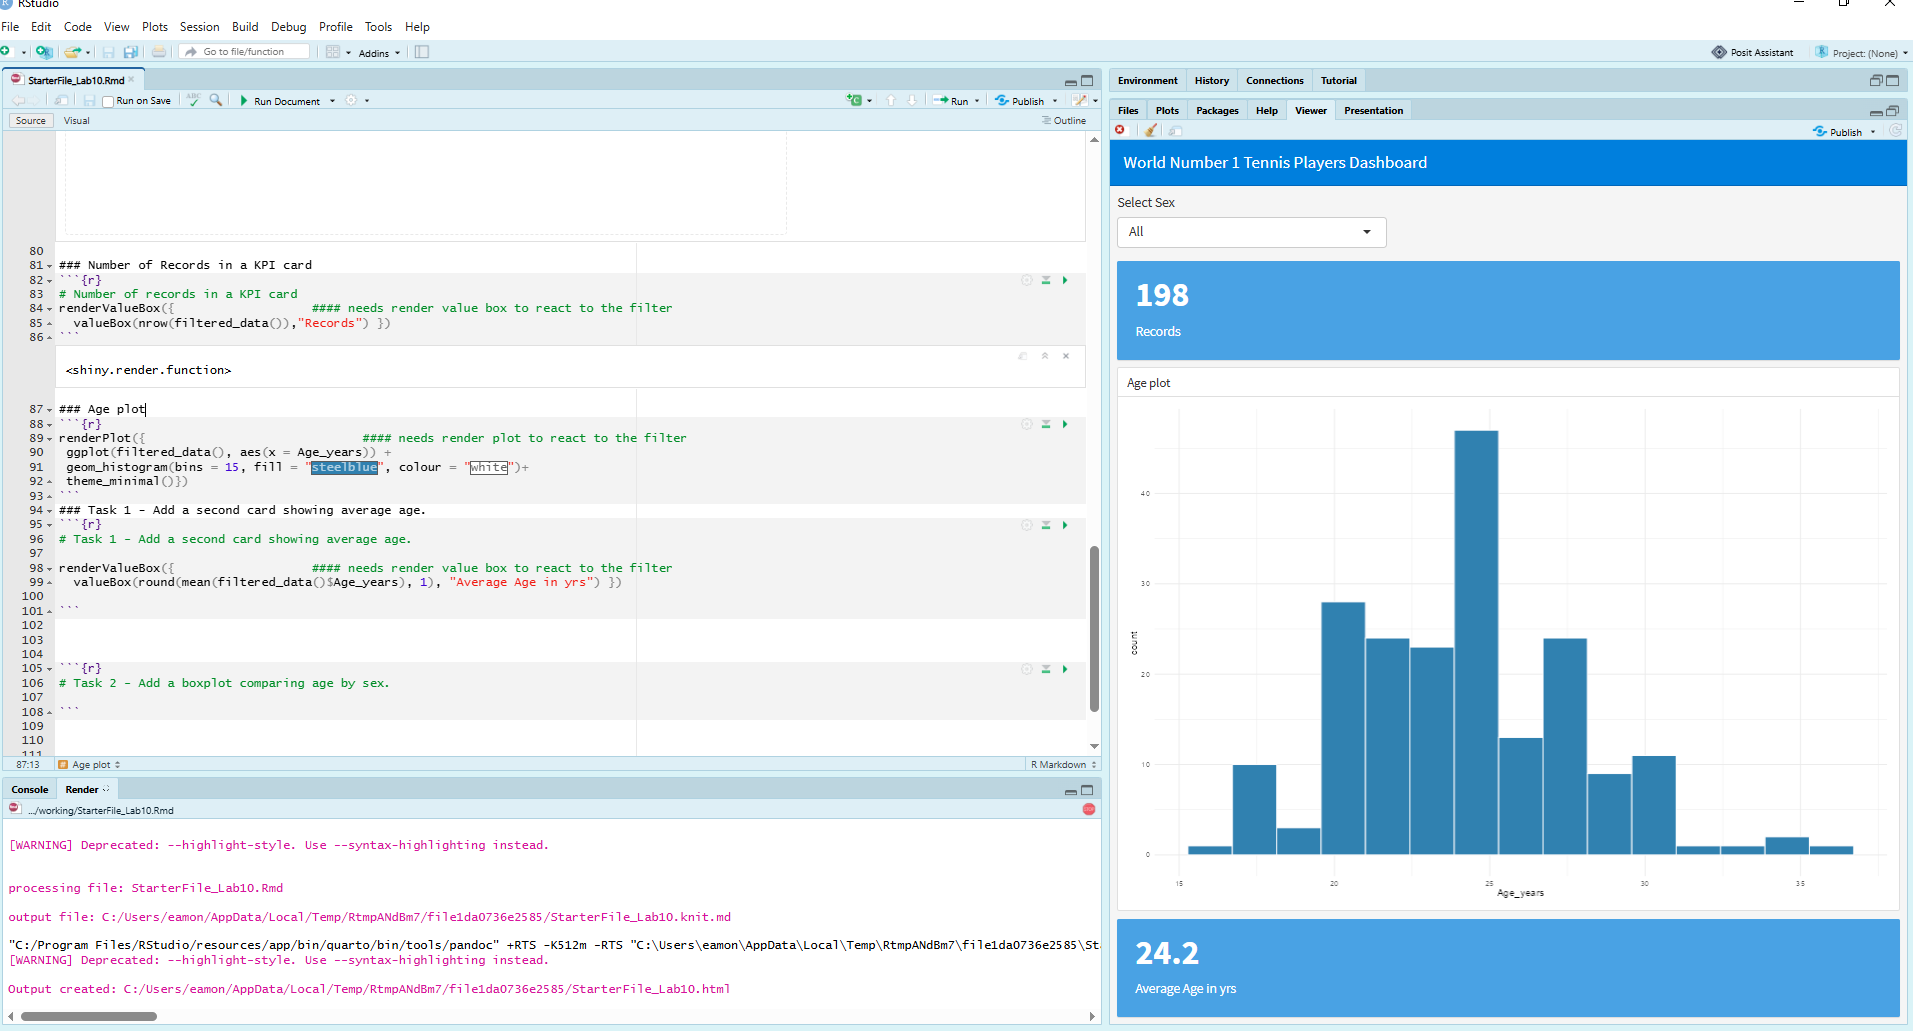 RStudio
File Edit Code View Plots Session Build Debug Profile Tools Help
Go to file/function Addins Posit Assistant Project: (None)
StarterFile_Lab10.Rmd
Run on Save ABC Run Document Run Publish
Source Visual Outline
80
81 ### Number of Records in a KPI card
82 ```{r}
83 # Number of records in a KPI card
84 renderValueBox({ #### needs render value box to react to the filter
85 valueBox(nrow(filtered_data()),"Records") })
86 ```
<shiny.render.function>
87 ### Age plot
88 ```{r}
89 renderPlot({ #### needs render plot to react to the filter
90 ggplot(filtered_data(), aes(x = Age_years)) +
91 geom_histogram(bins = 15, fill = "steelblue", colour = "white")+
92 theme_minimal()})
93 ```
94 ### Task 1 - Add a second card showing average age.
95 ```{r}
96 # Task 1 - Add a second card showing average age.
97
98 renderValueBox({ #### needs render value box to react to the filter
99 valueBox(round(mean(filtered_data()$Age_years), 1), "Average Age in yrs") })
100
101 ```
102
103
104
105 ```{r}
106 # Task 2 - Add a boxplot comparing age by sex.
107
108 ```
109
110
111
87:13 Age plot R Markdown
Console Render
.../working/StarterFile_Lab10.Rmd
[WARNING] Deprecated: --highlight-style. Use --syntax-highlighting instead.
processing file: StarterFile_Lab10.Rmd
output file: C:/Users/eamon/AppData/Local/Temp/RtmpANdBm7/file1da0736e2585/StarterFile_Lab10.knit.md
"C:/Program Files/RStudio/resources/app/bin/quarto/bin/tools/pandoc" +RTS -K512m -RTS "C:\Users\eamon\AppData\Local\Temp\RtmpANdBm7\file1da0736e2585\St
[WARNING] Deprecated: --highlight-style. Use --syntax-highlighting instead.
Output created: C:/Users/eamon/AppData/Local/Temp/RtmpANdBm7/file1da0736e2585/StarterFile_Lab10.html
Environment History Connections Tutorial
Files Plots Packages Help Viewer Presentation
Publish
World Number 1 Tennis Players Dashboard
Select Sex
All
198
Records
Age plot
40
30
20
10
0
count
15 20 25 30 35
Age_years
24.2
Average Age in yrs